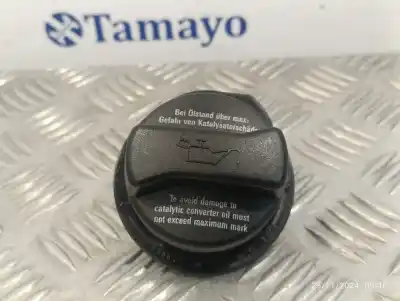 Tamayo
Bei Ölstand über max:
Gefahr von Katalysatorschäd
To avoid damage to
catalytic converter oil must
not exceed maximum mark